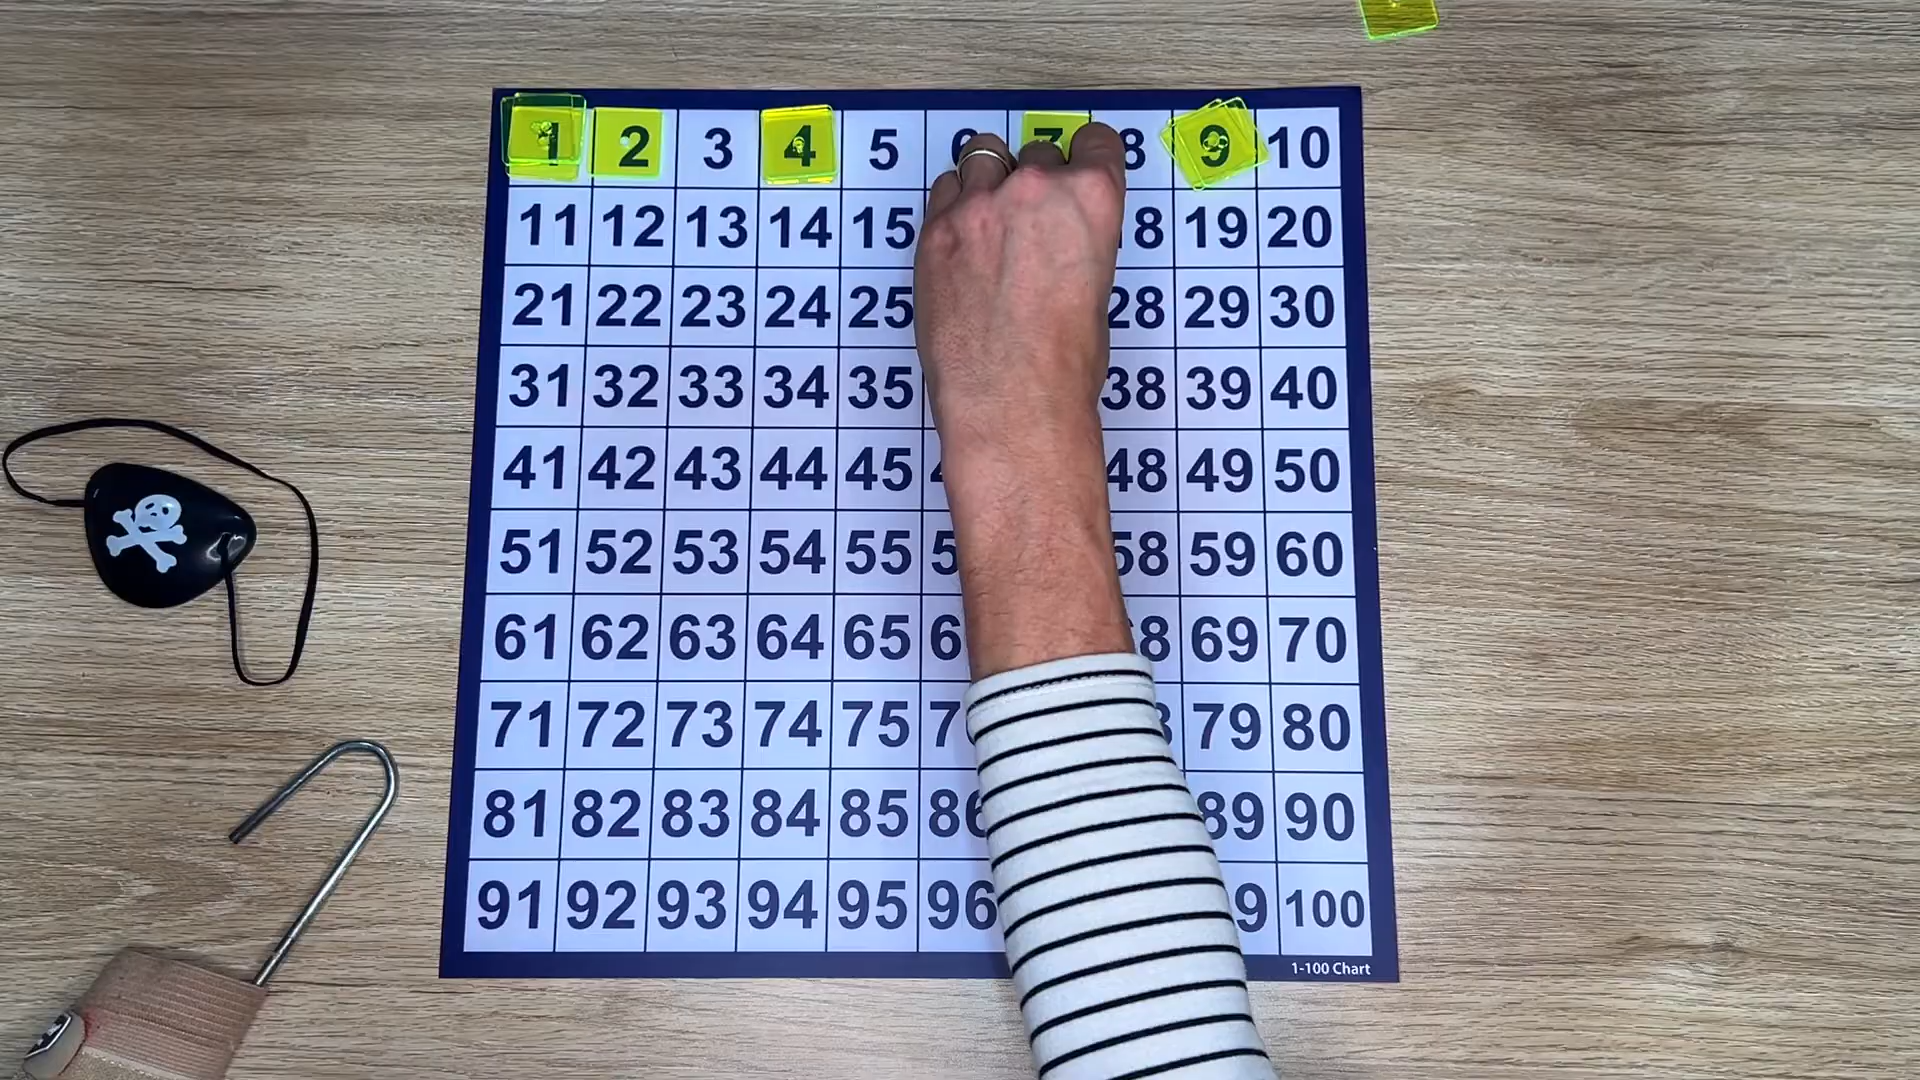 1 2 3 4 5 6 7 8 9 10
11 12 13 14 15 18 19 20
21 22 23 24 25 28 29 30
31 32 33 34 35 38 39 40
41 42 43 44 45 48 49 50
51 52 53 54 55 58 59 60
61 62 63 64 65 69 70
71 72 73 74 75 79 80
81 82 83 84 85 86 89 90
91 92 93 94 95 96 100
1-100 Chart